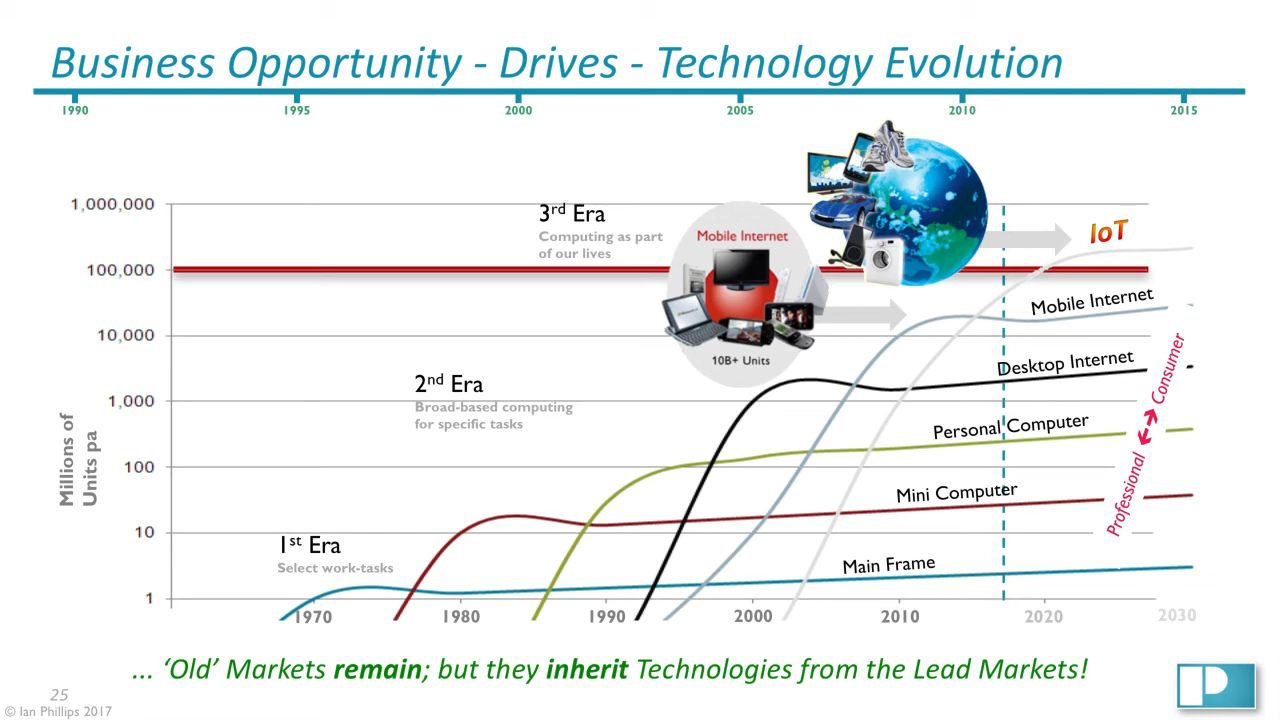 Business Opportunity - Drives - Technology Evolution
1990 1995 2000 2005 2010 2015
1,000,000
100,000
10,000
1,000
100
10
1
Millions of
Units pa
3rd Era
Computing as part
of our lives
Mobile Internet
10B+ Units
IoT
2nd Era
Broad-based computing
for specific tasks
1st Era
Select work-tasks
Mobile Internet
Desktop Internet
Personal Computer
Mini Computer
Main Frame
Professional Consumer
1970 1980 1990 2000 2010 2020 2030
... ‘Old’ Markets remain; but they inherit Technologies from the Lead Markets!
25
© Ian Phillips 2017
P